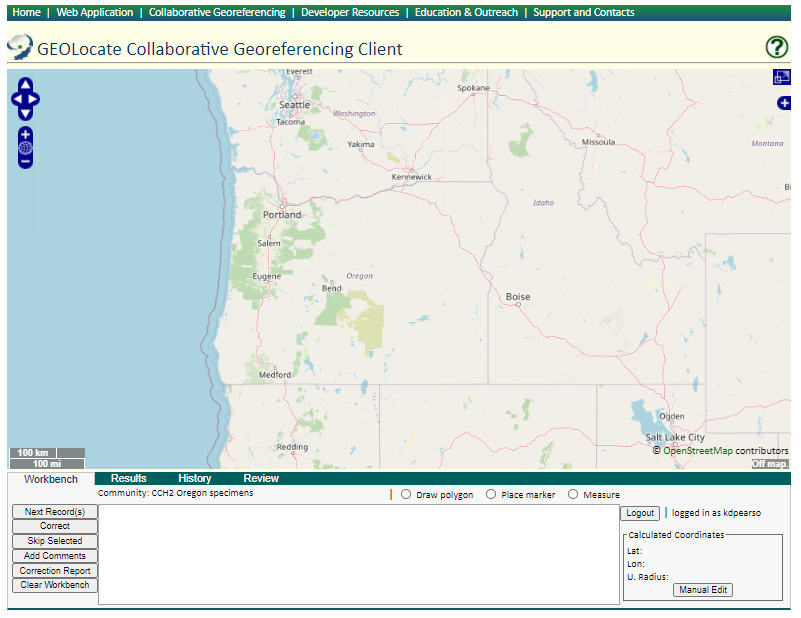 Home | Web Application | Collaborative Georeferencing | Developer Resources | Education & Outreach | Support and Contacts
GEOLocate Collaborative Georeferencing Client
?
Everett
Spokane
Seattle
Tacoma
Washington
Missoula
Montana
Yakima
Kennewick
Idaho
Portland
Salem
Eugene
Oregon
Bend
Boise
Medford
Ogden
Salt Lake City
Redding
100 km
100 mi
© OpenStreetMap contributors
Off map.
Workbench Results History Review
Community: CCH2 Oregon specimens | Draw polygon Place marker Measure
Next Record(s)
Correct
Skip Selected
Add Comments
Correction Report
Clear Workbench
Logout | logged in as kdpearso
Calculated Coordinates
Lat:
Lon:
U. Radius:
Manual Edit